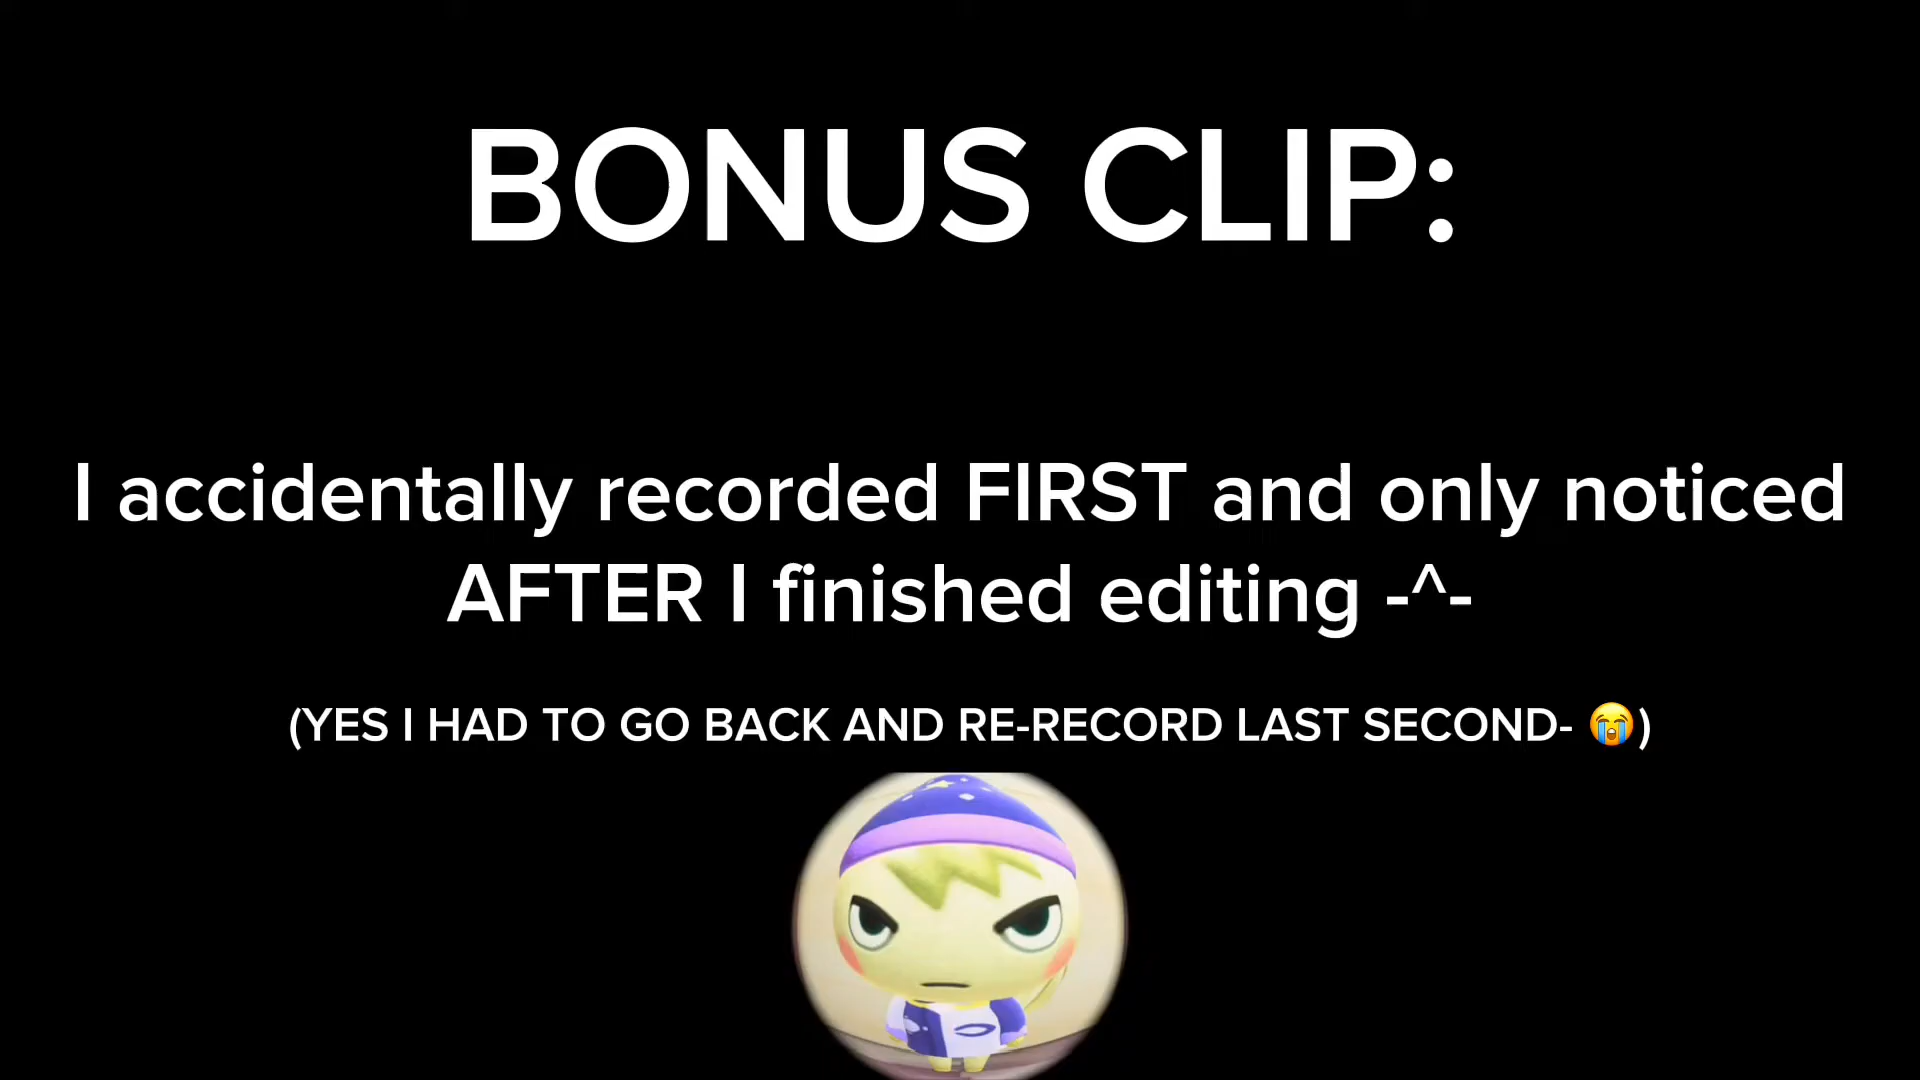 BONUS CLIP:
I accidentally recorded FIRST and only noticed
AFTER I finished editing -^-
(YES I HAD TO GO BACK AND RE-RECORD LAST SECOND- 😭)